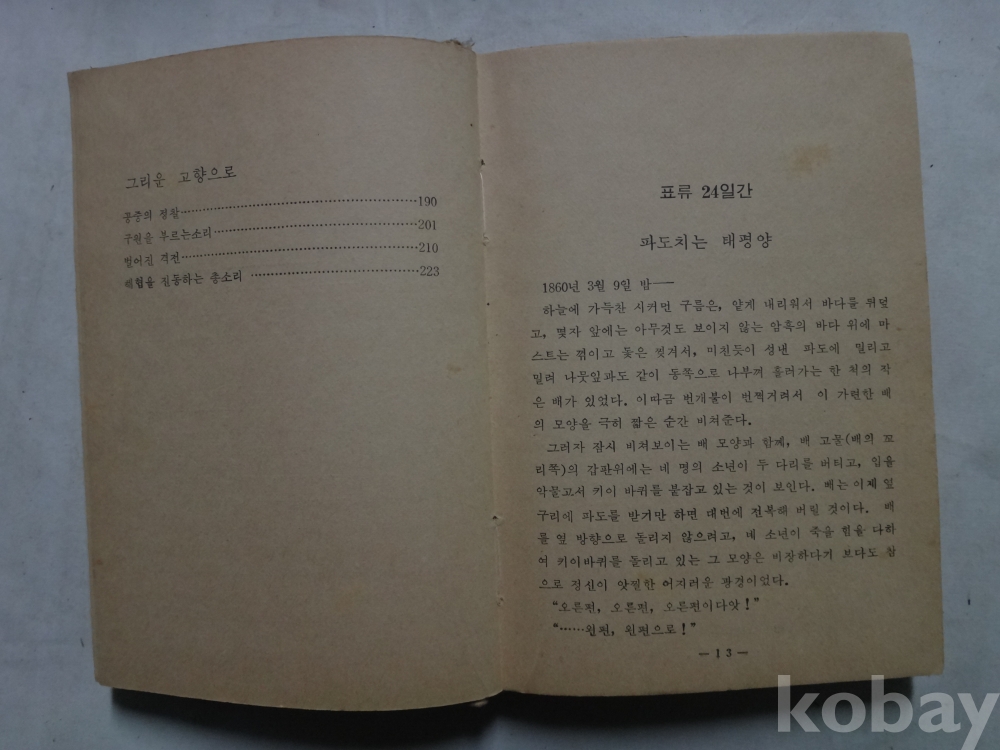 그리운 고향으로
공중의 정찰……………………………………190
구원을 부르는소리………………………………201
벌어진 격전……………………………………210
해협을 진동하는 총소리 ……………………………223
표류 24일간
파도치는 태평양
1860년 3월 9일 밤——
하늘에 가득찬 시커먼 구름은, 얕게 내리워서 바다를 뒤덮
고, 몇자 앞에는 아무것도 보이지 않는 암흑의 바다 위에 마
스트는 꺾이고 돛은 찢겨서, 미친듯이 성낸 파도에 밀리고
밀려 나뭇잎과도 같이 동쪽으로 나부껴 흘러가는 한 척의 작
은 배가 있었다. 이따금 번개불이 번쩍거려서 이 가련한 배
의 모양을 극히 짧은 순간 비쳐준다.
그러자 잠시 비쳐보이는 배 모양과 함께, 배 고물(배의 꼬
리쪽)의 갑판위에는 네 명의 소년이 두 다리를 버티고, 입을
악물고서 키이 바퀴를 붙잡고 있는 것이 보인다. 배는 이제 옆
구리에 파도를 받기만 하면 대번에 전복해 버릴 것이다. 배
를 옆 방향으로 돌리지 않으려고, 네 소년이 죽을 힘을 다하
여 키이바퀴를 돌리고 있는 그 모양은 비장하다기 보다도 참
으로 정신이 앗찔한 어지러운 광경이었다.
“오른편, 오른편, 오른편이다앗!”
“……왼편, 왼편으로!”
— 13 —
kobay